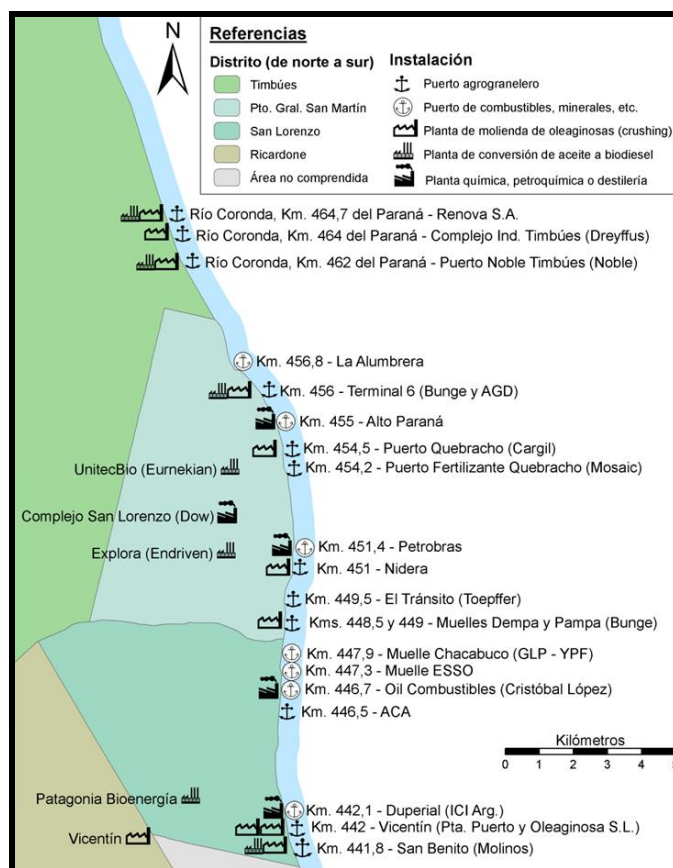 N
Referencias
Distrito (de norte a sur)
Timbúes
Pto. Gral. San Martín
San Lorenzo
Ricardone
Área no comprendida
Instalación
Puerto agrogranelero
Puerto de combustibles, minerales, etc.
Planta de molienda de oleaginosas (crushing)
Planta de conversión de aceite a biodiesel
Planta química, petroquímica o destilería
Río Coronda, Km. 464,7 del Paraná - Renova S.A.
Río Coronda, Km. 464 del Paraná - Complejo Ind. Timbúes (Dreyffus)
Río Coronda, Km. 462 del Paraná - Puerto Noble Timbúes (Noble)
Km. 456,8 - La Alumbrera
Km. 456 - Terminal 6 (Bunge y AGD)
Km. 455 - Alto Paraná
Km. 454,5 - Puerto Quebracho (Cargil)
UnitecBio (Eurnekian)
Km. 454,2 - Puerto Fertilizante Quebracho (Mosaic)
Complejo San Lorenzo (Dow)
Km. 451,4 - Petrobras
Explora (Endriven)
Km. 451 - Nidera
Km. 449,5 - El Tránsito (Toepffer)
Kms. 448,5 y 449 - Muelles Dempa y Pampa (Bunge)
Km. 447,9 - Muelle Chacabuco (GLP - YPF)
Km. 447,3 - Muelle ESSO
Km. 446,7 - Oil Combustibles (Cristóbal López)
Km. 446,5 - ACA
Kilómetros
0 1 2 3 4 5
Patagonia Bioenergía
Km. 442,1 - Duperial (ICI Arg.)
Vicentín
Km. 442 - Vicentín (Pta. Puerto y Oleaginosa S.L.)
Km. 441,8 - San Benito (Molinos)